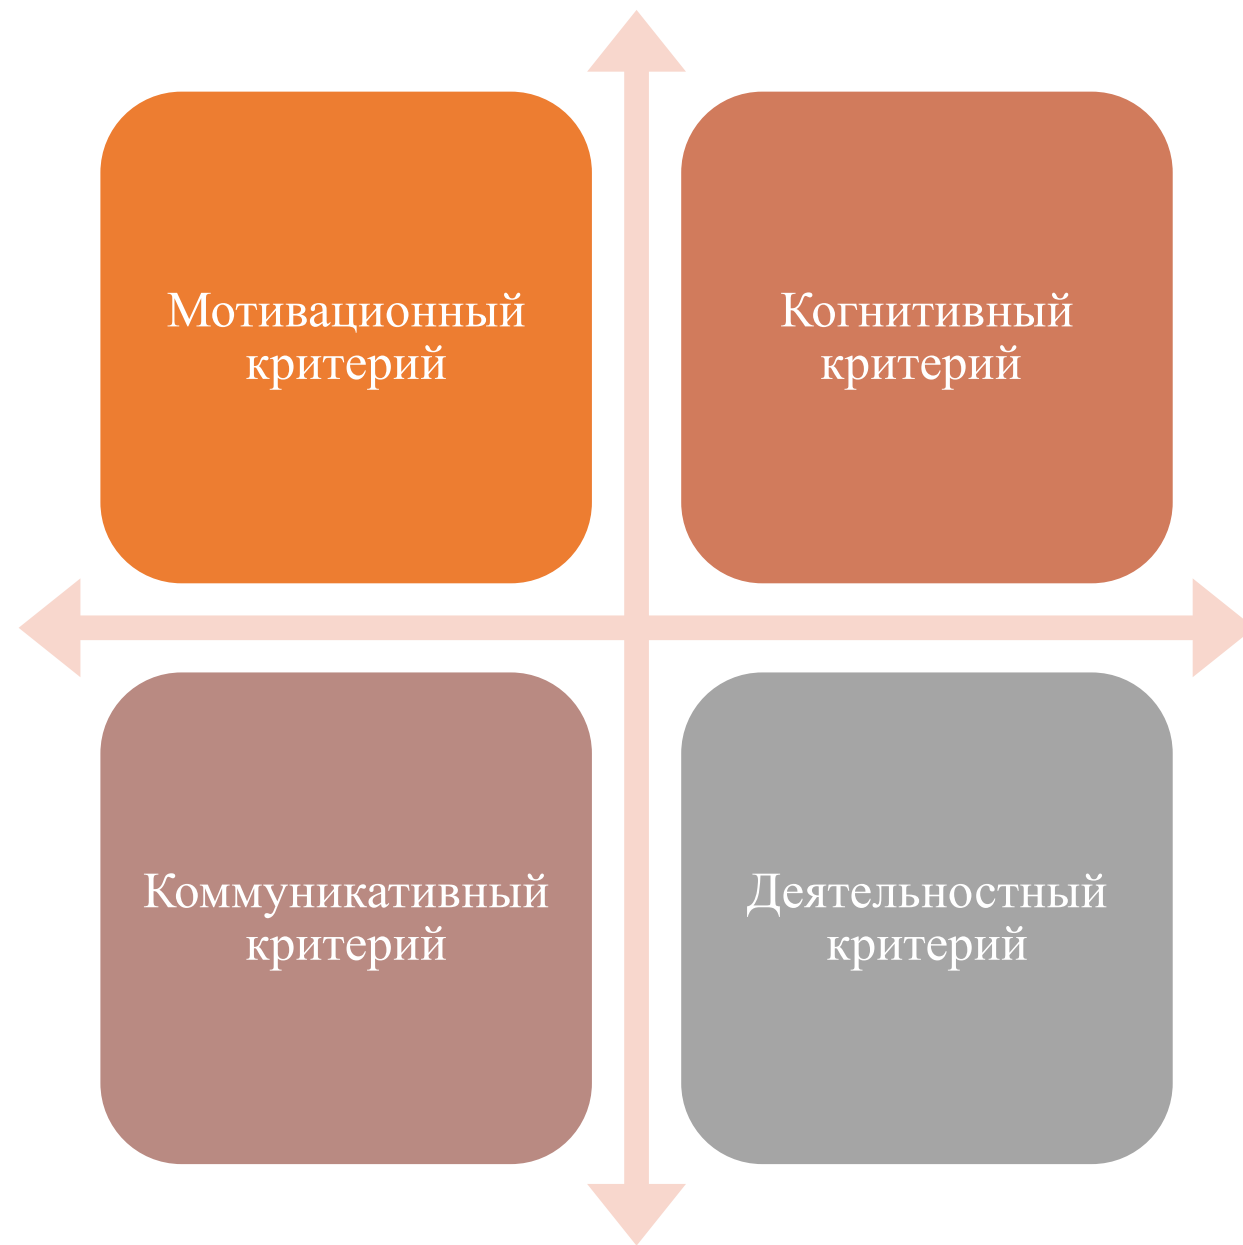 Мотивационный
критерий
Когнитивный
критерий
Коммуникативный
критерий
Деятельностный
критерий